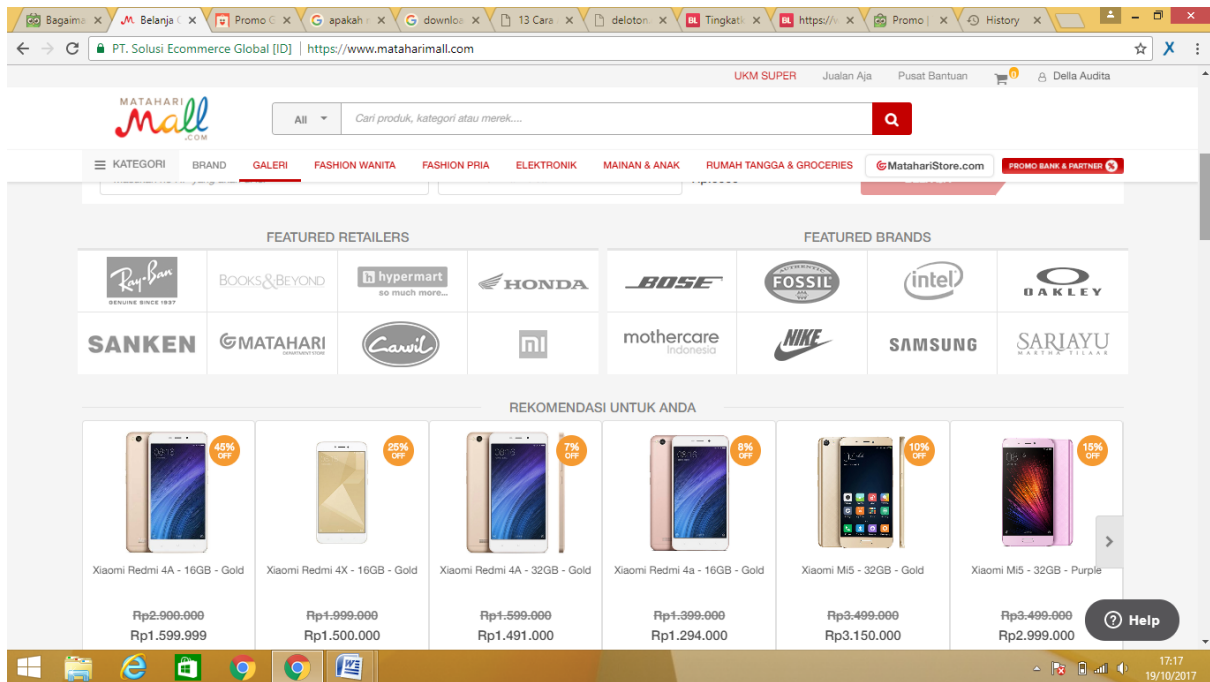 Bagaima
Belanja
Promo G
apakah
downloa
13 Cara
deloton.
Tingkat
https://v
Promo |
History
PT. Solusi Ecommerce Global [ID]
https://www.mataharimall.com
UKM SUPER
Jualan Aja
Pusat Bantuan
0
Della Audita
MATAHARI
Mall
.COM
All
Cari produk, kategori atau merek....
KATEGORI
BRAND
GALERI
FASHION WANITA
FASHION PRIA
ELEKTRONIK
MAINAN & ANAK
RUMAH TANGGA & GROCERIES
MatahariStore.com
PROMO BANK & PARTNER
FEATURED RETAILERS
FEATURED BRANDS
Ray-Ban
GENUINE SINCE 1937
BOOKS&BEYOND
h hypermart
so much more...
HONDA
BOSE
AUTHENTIC
FOSSIL
intel
OAKLEY
SANKEN
MATAHARI
DEPARTMENT STORE
Carvil
mi
mothercare
Indonesia
NIKE
SAMSUNG
SARIAYU
MARTHA TILAAR
REKOMENDASI UNTUK ANDA
45%
OFF
25%
OFF
7%
OFF
8%
OFF
10%
OFF
15%
OFF
Xiaomi Redmi 4A - 16GB - Gold
Xiaomi Redmi 4X - 16GB - Gold
Xiaomi Redmi 4A - 32GB - Gold
Xiaomi Redmi 4a - 16GB - Gold
Xiaomi Mi5 - 32GB - Gold
Xiaomi Mi5 - 32GB - Purple
Rp2.900.000
Rp1.999.000
Rp1.599.000
Rp1.399.000
Rp3.499.000
Rp3.499.000
Rp1.599.999
Rp1.500.000
Rp1.491.000
Rp1.294.000
Rp3.150.000
Rp2.999.000
Help
17:17
19/10/2017